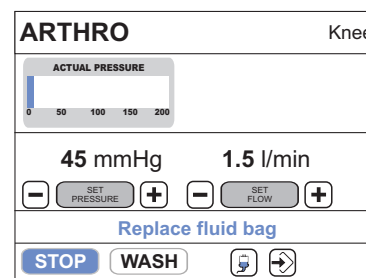 ARTHRO Knee
ACTUAL PRESSURE
0 50 100 150 200
45 mmHg 1.5 l/min
SET PRESSURE SET FLOW
Replace fluid bag
STOP WASH